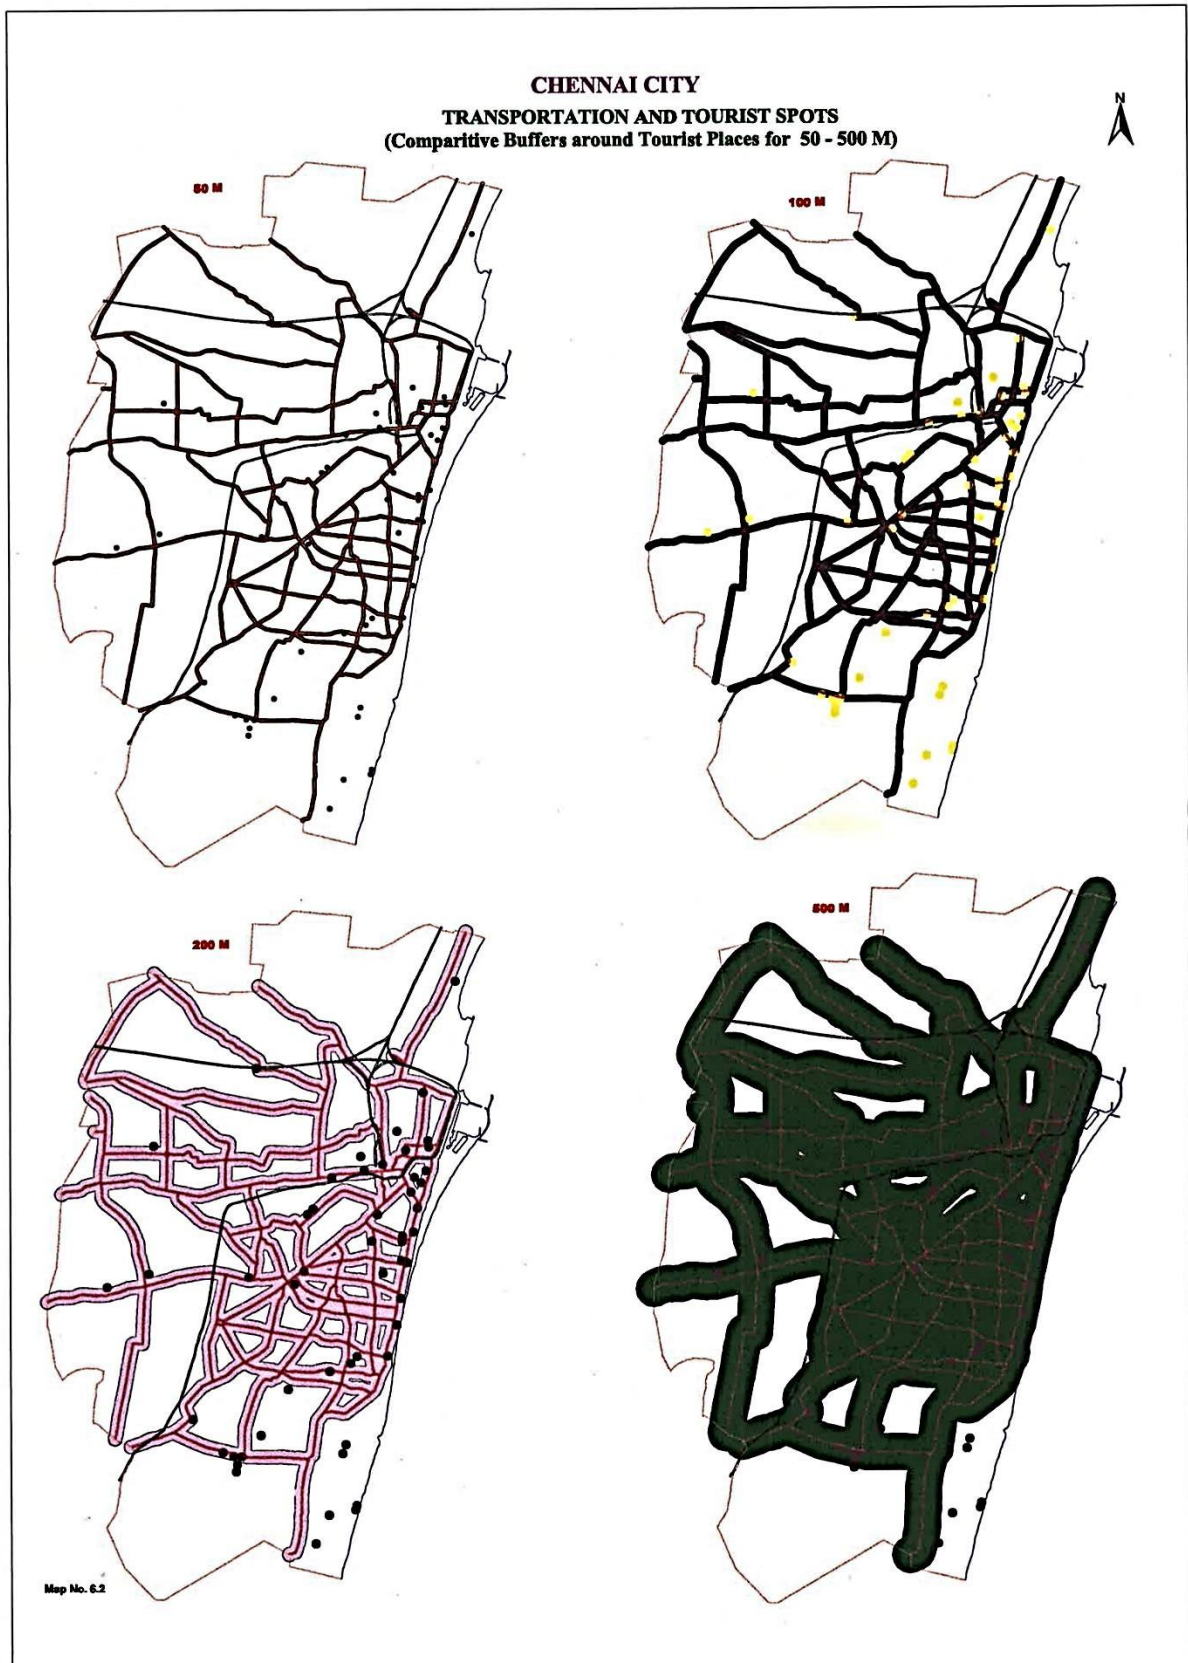 CHENNAI CITY
TRANSPORTATION AND TOURIST SPOTS
(Comparitive Buffers around Tourist Places for 50 - 500 M)
N
50 M
100 M
200 M
500 M
Map No. 6.2